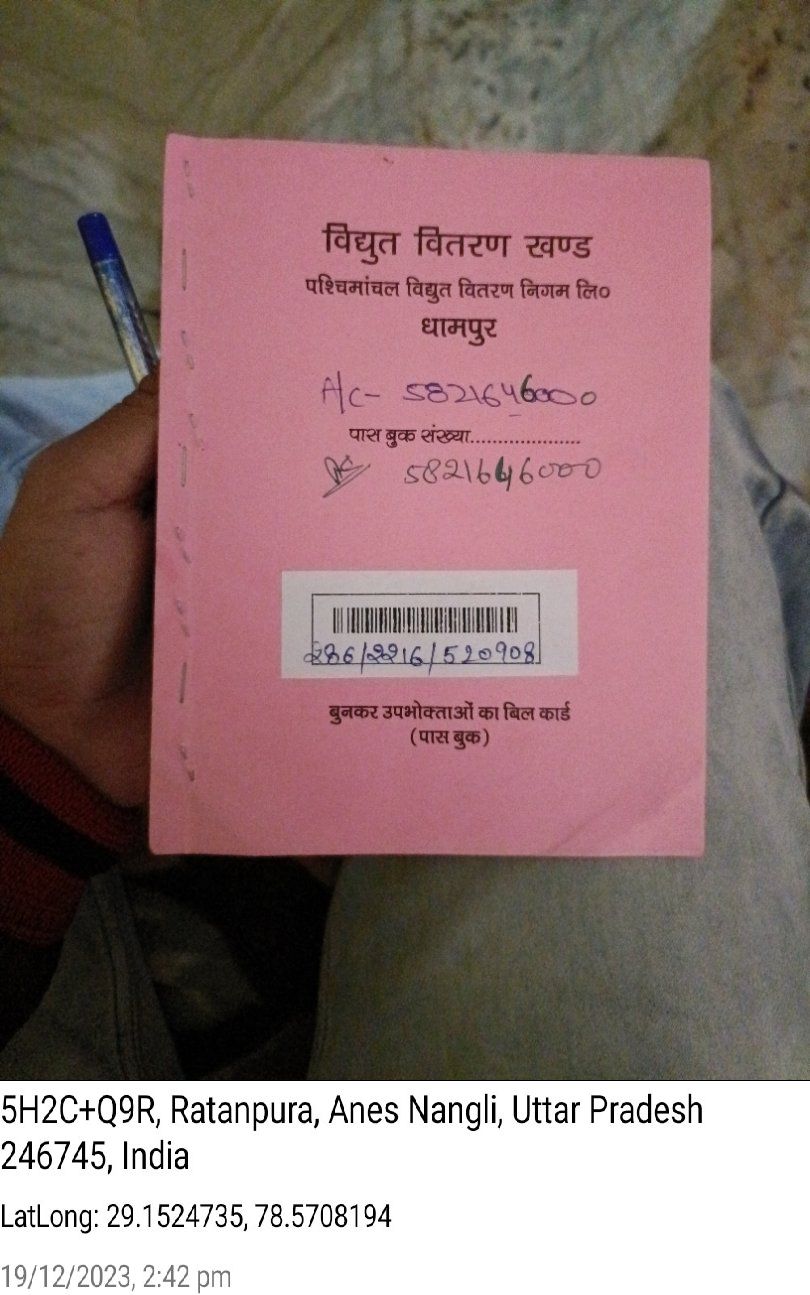 विद्युत वितरण खण्ड
पश्चिमांचल विद्युत वितरण निगम लि०
धामपुर
A/C- 5821646000
पास बुक संख्या....................
5821646000
286/2216/520908
बुनकर उपभोक्ताओं का बिल कार्ड
(पास बुक)
5H2C+Q9R, Ratanpura, Anes Nangli, Uttar Pradesh
246745, India
LatLong: 29.1524735, 78.5708194
19/12/2023, 2:42 pm